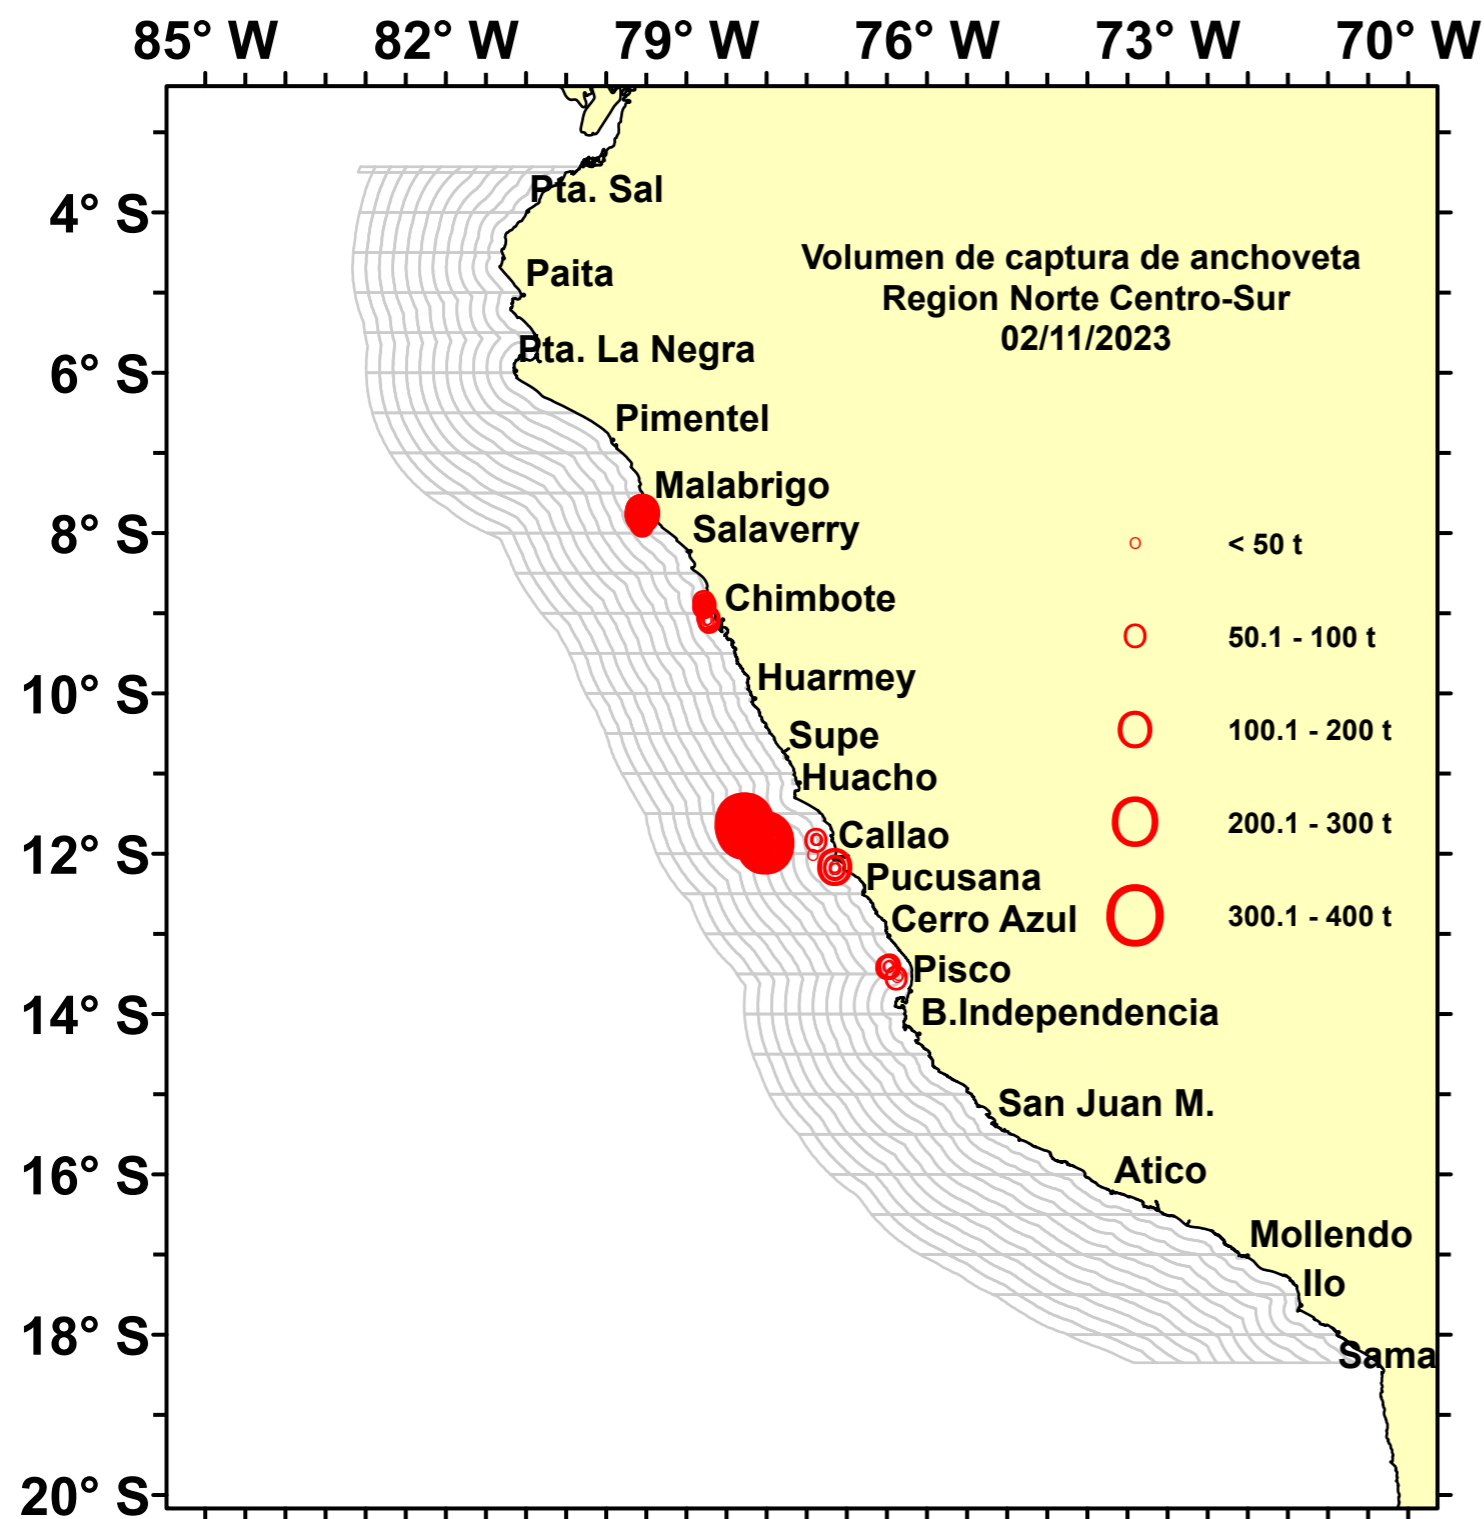 85° W 82° W 79° W 76° W 73° W 70° W
4° S
6° S
8° S
10° S
12° S
14° S
16° S
18° S
20° S
Volumen de captura de anchoveta
Region Norte Centro-Sur
02/11/2023
Pta. Sal
Paita
Pta. La Negra
Pimentel
Malabrigo
Salaverry
Chimbote
Huarmey
Supe
Huacho
Callao
Pucusana
Cerro Azul
Pisco
B.Independencia
San Juan M.
Atico
Mollendo
Ilo
Sama
< 50 t
50.1 - 100 t
100.1 - 200 t
200.1 - 300 t
300.1 - 400 t